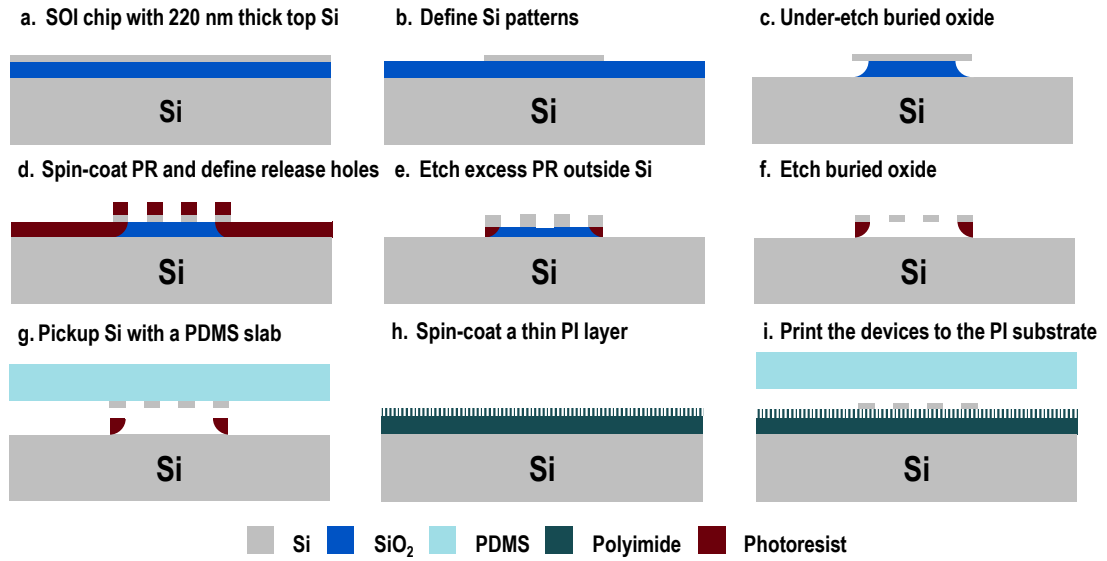 a. SOI chip with 220 nm thick top Si
b. Define Si patterns
c. Under-etch buried oxide
Si
Si
Si
d. Spin-coat PR and define release holes
e. Etch excess PR outside Si
f. Etch buried oxide
Si
Si
Si
g. Pickup Si with a PDMS slab
h. Spin-coat a thin PI layer
i. Print the devices to the PI substrate
Si
Si
Si
Si SiO₂ PDMS Polyimide Photoresist